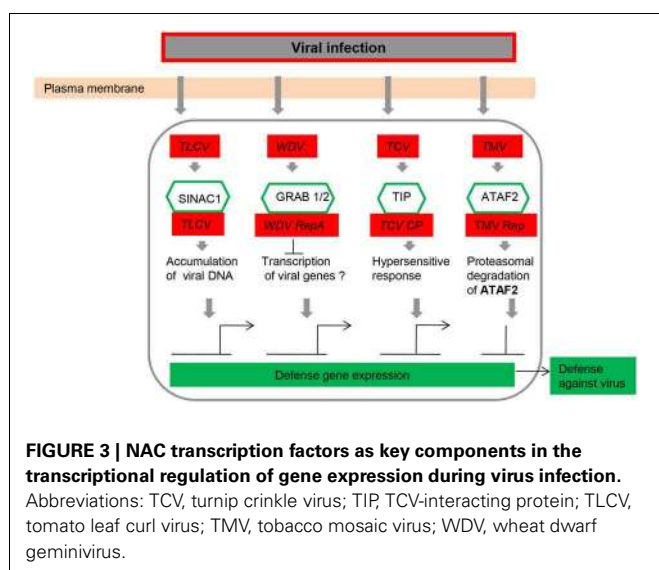 Viral infection
Plasma membrane
TLCV WDV TCV TMV
SINAC1 GRAB 1/2 TIP ATAF2
TLCV WDV RepA TCV CP TMV Rep
Accumulation Transcription Hypersensitive Proteasomal
of viral DNA of viral genes ? response degradation
of ATAF2
Defense gene expression
Defense
against virus
FIGURE 3 | NAC transcription factors as key components in the
transcriptional regulation of gene expression during virus infection.
Abbreviations: TCV, turnip crinkle virus; TIP, TCV-interacting protein; TLCV,
tomato leaf curl virus; TMV, tobacco mosaic virus; WDV, wheat dwarf
geminivirus.